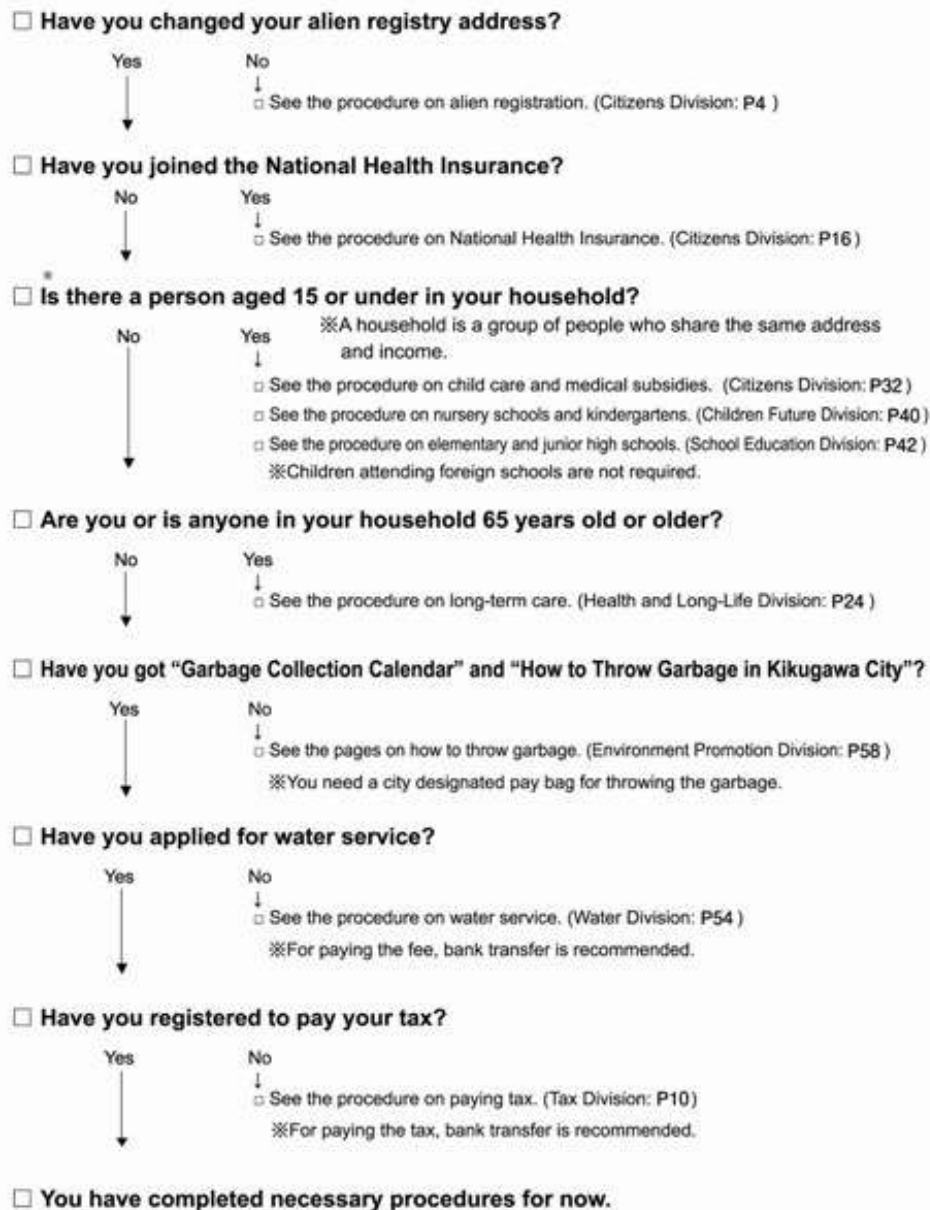 □ Have you changed your alien registry address?
Yes No
□ See the procedure on alien registration. (Citizens Division: P4 )
□ Have you joined the National Health Insurance?
No Yes
□ See the procedure on National Health Insurance. (Citizens Division: P16 )
※
□ Is there a person aged 15 or under in your household?
No Yes ※A household is a group of people who share the same address
and income.
□ See the procedure on child care and medical subsidies. (Citizens Division: P32 )
□ See the procedure on nursery schools and kindergartens. (Children Future Division: P40 )
□ See the procedure on elementary and junior high schools. (School Education Division: P42 )
※Children attending foreign schools are not required.
□ Are you or is anyone in your household 65 years old or older?
No Yes
□ See the procedure on long-term care. (Health and Long-Life Division: P24 )
□ Have you got “Garbage Collection Calendar” and “How to Throw Garbage in Kikugawa City”?
Yes No
□ See the pages on how to throw garbage. (Environment Promotion Division: P58 )
※You need a city designated pay bag for throwing the garbage.
□ Have you applied for water service?
Yes No
□ See the procedure on water service. (Water Division: P54 )
※For paying the fee, bank transfer is recommended.
□ Have you registered to pay your tax?
Yes No
□ See the procedure on paying tax. (Tax Division: P10 )
※For paying the tax, bank transfer is recommended.
□ You have completed necessary procedures for now.